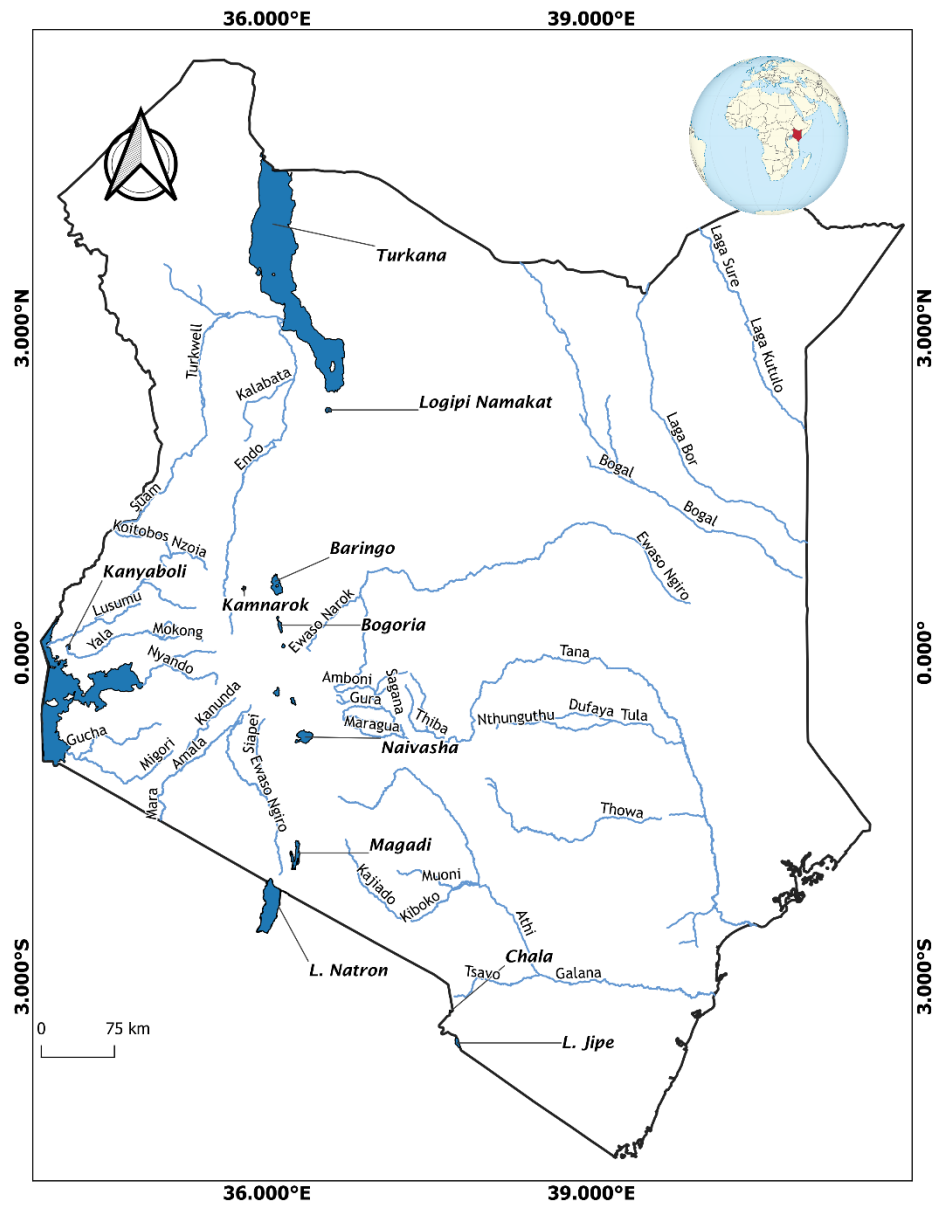 36.000°E
39.000°E
Turkana
Laga Sure
3.000°N
3.000°N
Laga Kutulo
Turkwell
Kalabata
Logipi Namakat
Laga Bor
Endo
Bogal
Suam
Bogal
Koitobos Nzoia
Ewaso Ngiro
Baringo
Kanyaboli
Lusumu
Kamnarok
Ewaso Narok
Bogoria
Yala
Mokong
0.000°
0.000°
Nyando
Tana
Amboni
Kanunda
Gura
Sagana
Dufaya Tula
Nthunguthu
Thiba
Maragua
Gucha
Siapei
Naivasha
Migori
Amala
Ewaso Ngiro
Mara
Thowa
Magadi
Muoni
Kajiado
Kiboko
Athi
Chala
L. Natron
Tsavo
Galana
3.000°S
3.000°S
0
75 km
L. Jipe
36.000°E
39.000°E